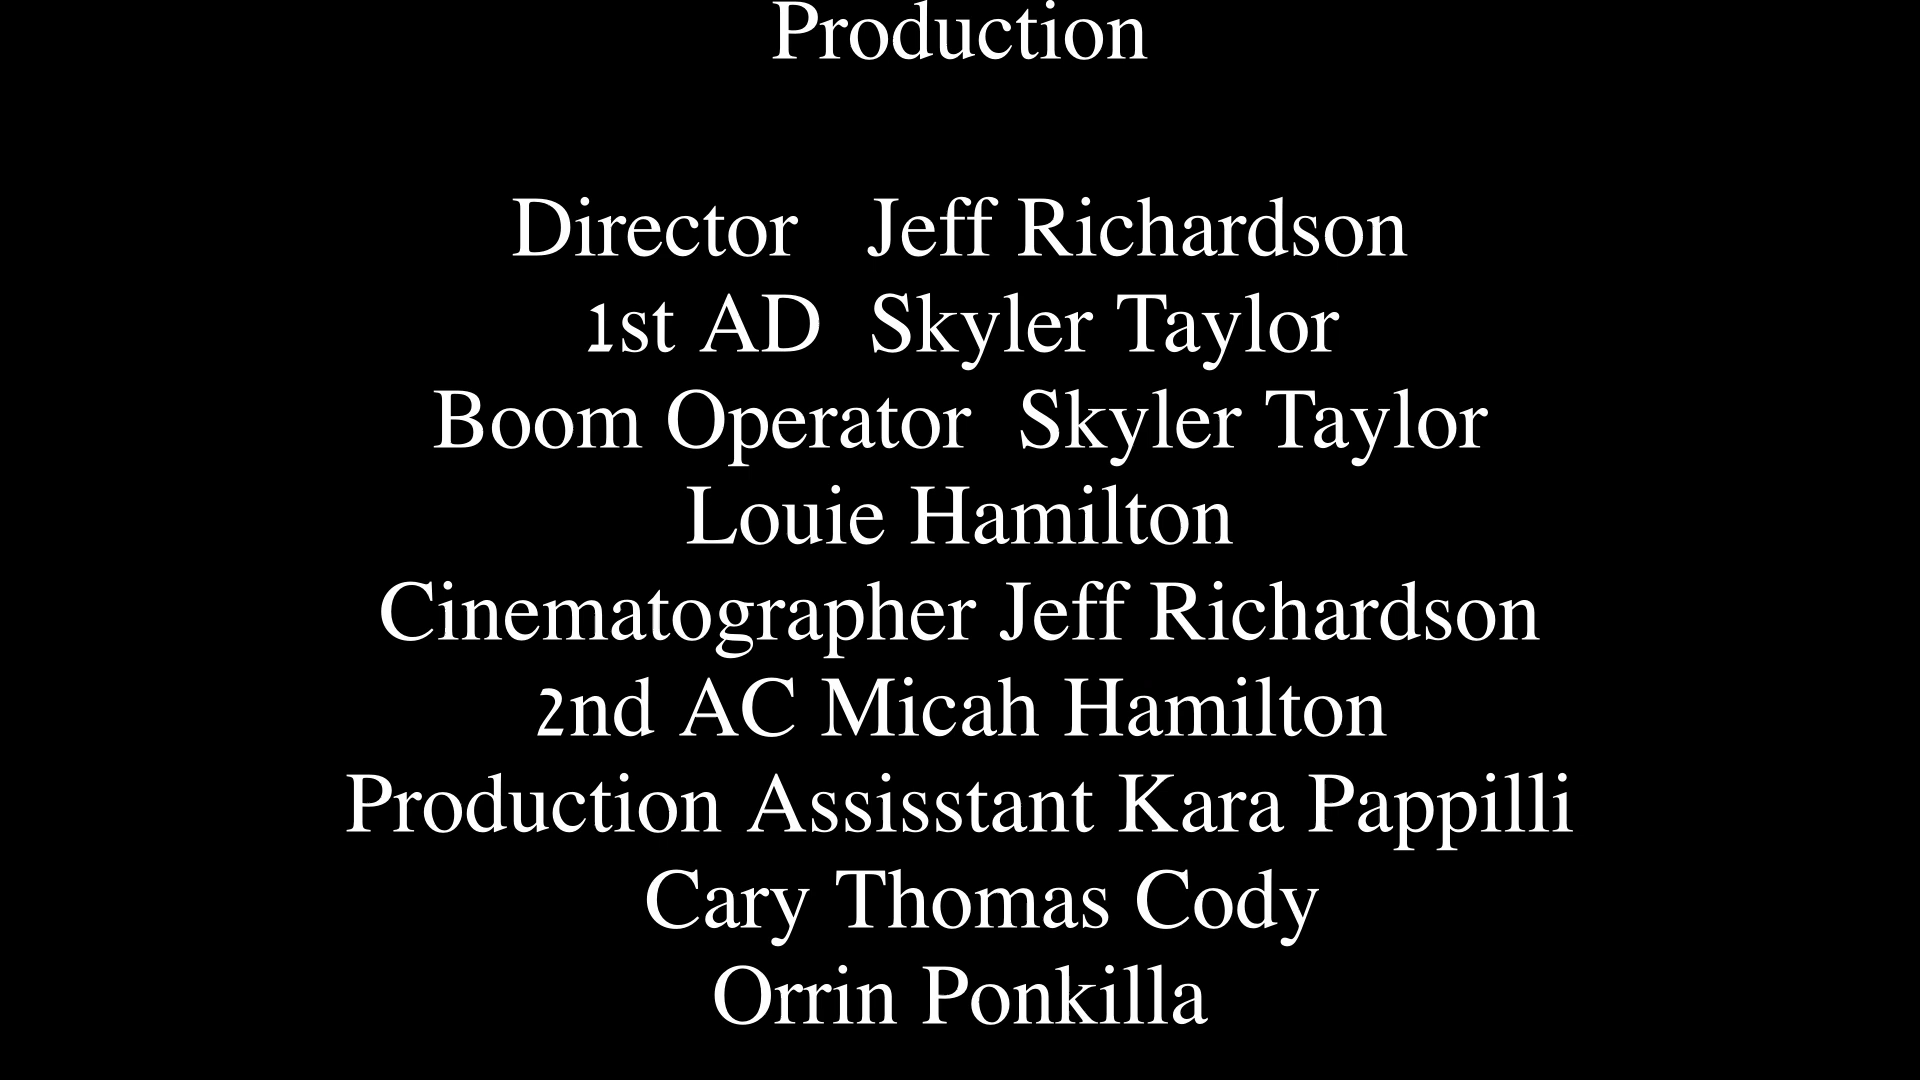 Production
Director Jeff Richardson
1st AD Skyler Taylor
Boom Operator Skyler Taylor
Louie Hamilton
Cinematographer Jeff Richardson
2nd AC Micah Hamilton
Production Assisstant Kara Pappilli
Cary Thomas Cody
Orrin Ponkilla